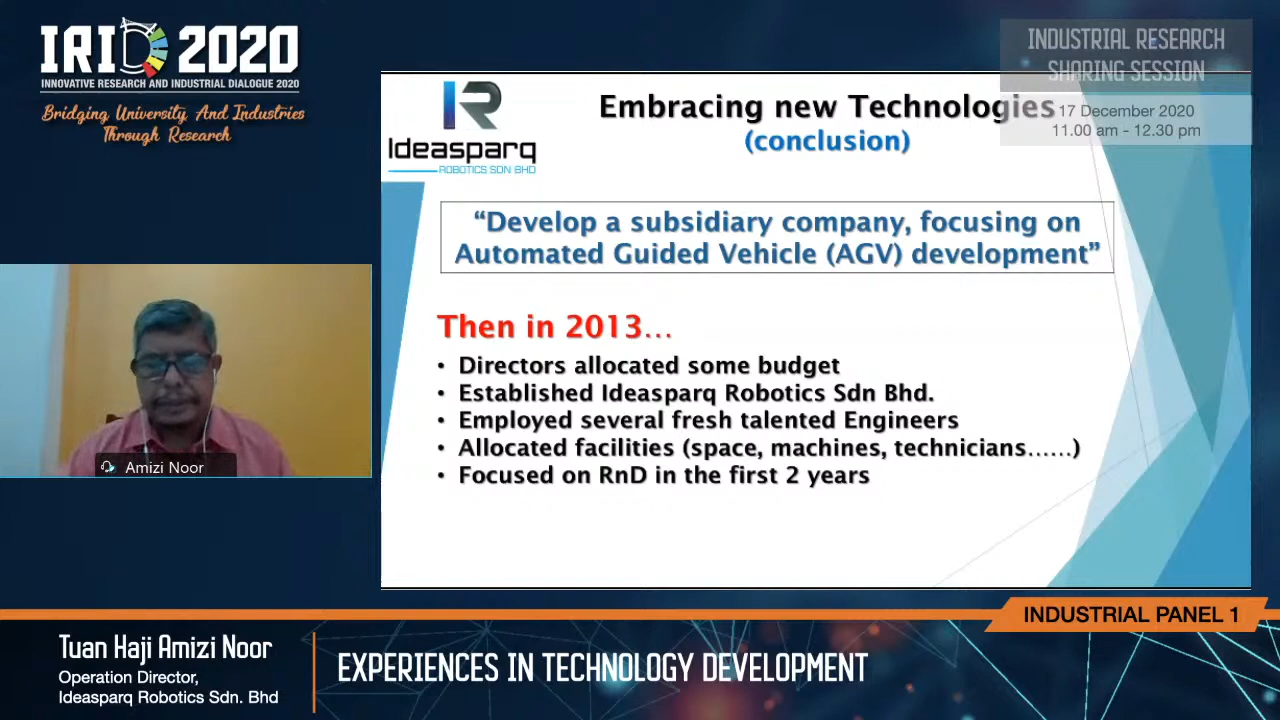 IRID 2020
INNOVATIVE RESEARCH AND INDUSTRIAL DIALOGUE 2020
Bridging University And Industries
Through Research
INDUSTRIAL RESEARCH
SHARING SESSION
17 December 2020
11.00 am - 12.30 pm
IR
Ideasparq
ROBOTICS SDN BHD
Embracing new Technologies
(conclusion)
“Develop a subsidiary company, focusing on
Automated Guided Vehicle (AGV) development”
Then in 2013...
• Directors allocated some budget
• Established Ideasparq Robotics Sdn Bhd.
• Employed several fresh talented Engineers
• Allocated facilities (space, machines, technicians......)
• Focused on RnD in the first 2 years
Amizi Noor
INDUSTRIAL PANEL 1
Tuan Haji Amizi Noor
Operation Director,
Ideasparq Robotics Sdn. Bhd
EXPERIENCES IN TECHNOLOGY DEVELOPMENT